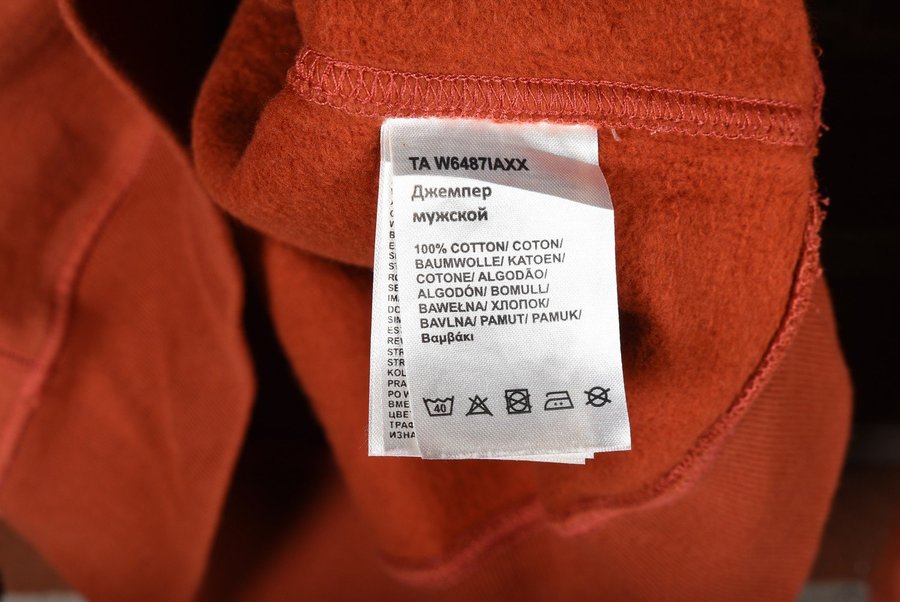 TA W6487IAXX
Джемпер
мужской
100% COTTON/ COTON/
BAUMWOLLE/ KATOEN/
COTONE/ ALGODÃO/
ALGODÓN/ BOMULL/
BAWEŁNA/ ХЛОПОК/
BAVLNA/ PAMUT/ PAMUK/
Βαμβάκι
40